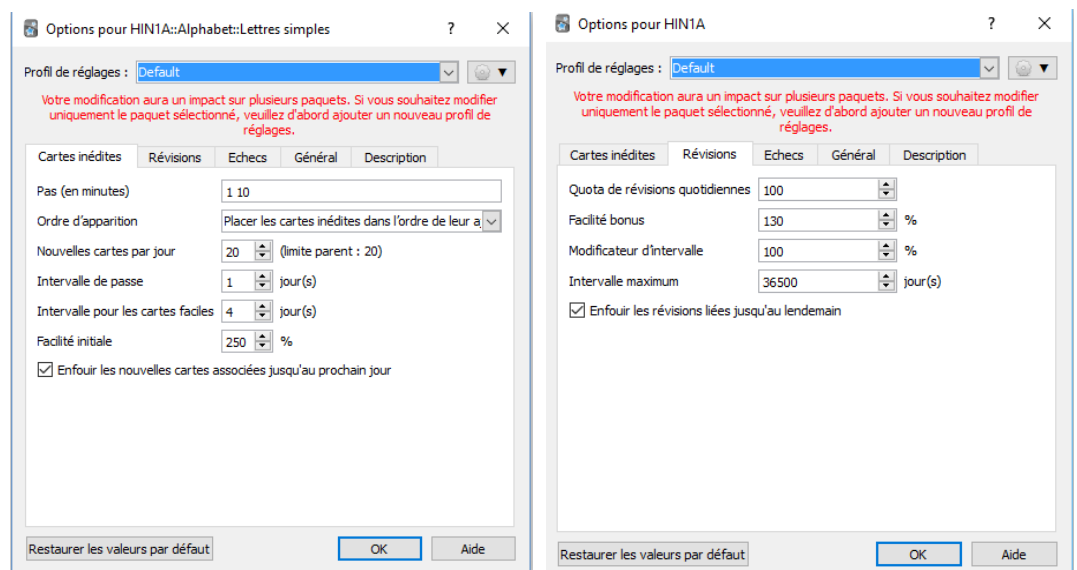 Options pour HIN1A::Alphabet::Lettres simples
?
Profil de réglages :
Default
Votre modification aura un impact sur plusieurs paquets. Si vous souhaitez modifier
uniquement le paquet sélectionné, veuillez d'abord ajouter un nouveau profil de
réglages.
Cartes inédites
Révisions
Echecs
Général
Description
Pas (en minutes)
1 10
Ordre d'apparition
Placer les cartes inédites dans l'ordre de leur a
Nouvelles cartes par jour
20
(limite parent : 20)
Intervalle de passe
1
jour(s)
Intervalle pour les cartes faciles
4
jour(s)
Facilité initiale
250
%
Enfouir les nouvelles cartes associées jusqu'au prochain jour
Restaurer les valeurs par défaut
OK
Aide
Options pour HIN1A
?
Profil de réglages :
Default
Votre modification aura un impact sur plusieurs paquets. Si vous souhaitez modifier
uniquement le paquet sélectionné, veuillez d'abord ajouter un nouveau profil de
réglages.
Cartes inédites
Révisions
Echecs
Général
Description
Quota de révisions quotidiennes
100
Facilité bonus
130
%
Modificateur d'intervalle
100
%
Intervalle maximum
36500
jour(s)
Enfouir les révisions liées jusqu'au lendemain
Restaurer les valeurs par défaut
OK
Aide